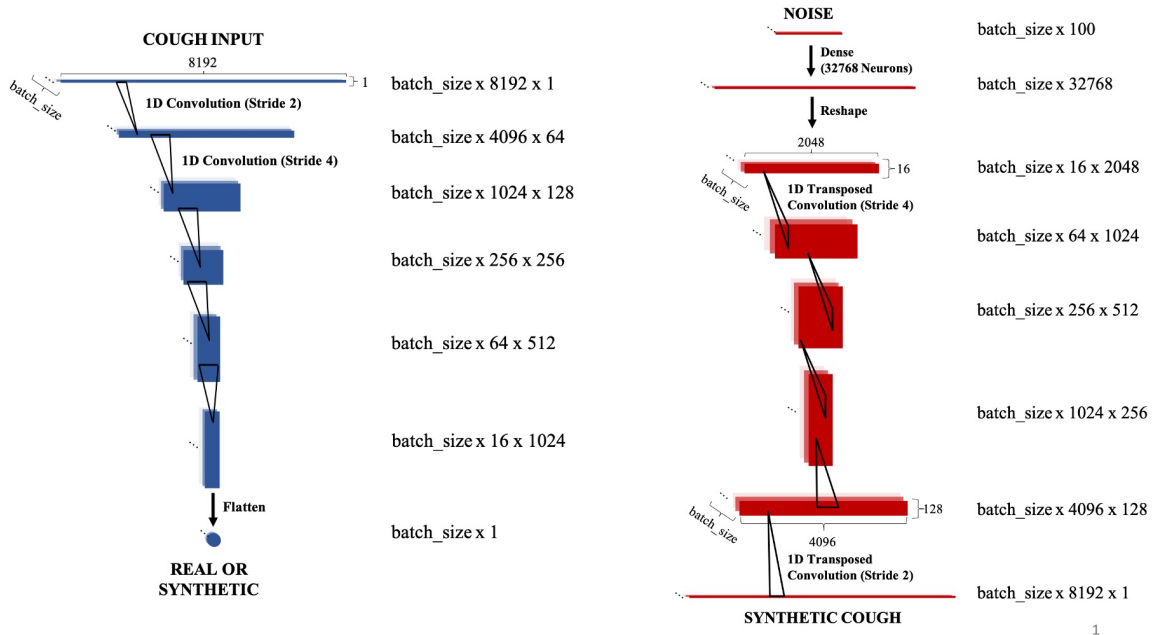 COUGH INPUT
8192
1
batch_size
batch_size x 8192 x 1
1D Convolution (Stride 2)
batch_size x 4096 x 64
1D Convolution (Stride 4)
batch_size x 1024 x 128
batch_size x 256 x 256
batch_size x 64 x 512
batch_size x 16 x 1024
Flatten
batch_size x 1
REAL OR
SYNTHETIC
NOISE
batch_size x 100
Dense
(32768 Neurons)
batch_size x 32768
Reshape
2048
16
batch_size
batch_size x 16 x 2048
1D Transposed
Convolution (Stride 4)
batch_size x 64 x 1024
batch_size x 256 x 512
batch_size x 1024 x 256
128
batch_size
batch_size x 4096 x 128
4096
1D Transposed
Convolution (Stride 2)
batch_size x 8192 x 1
SYNTHETIC COUGH
1